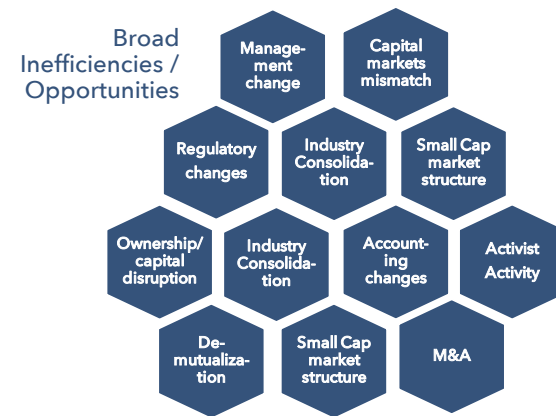 Broad
Inefficiencies /
Opportunities
Manage-
ment
change
Capital
markets
mismatch
Regulatory
changes
Industry
Consolida-
tion
Small Cap
market
structure
Ownership/
capital
disruption
Industry
Consolida-
tion
Account-
ing
changes
Activist
Activity
De-
mutualiza-
tion
Small Cap
market
structure
M&A